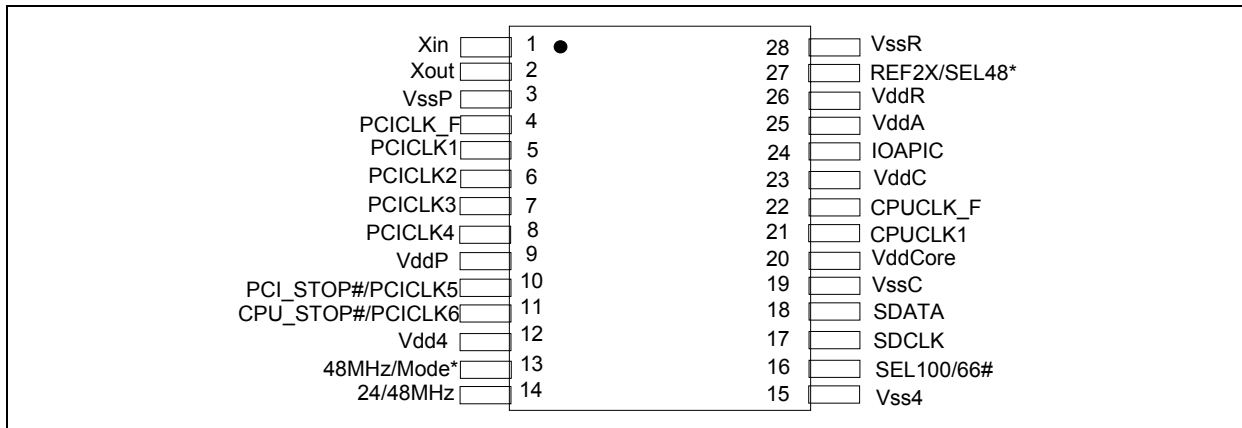 Xin 1 28 VssR
Xout 2 27 REF2X/SEL48*
VssP 3 26 VddR
PCICLK_F 4 25 VddA
PCICLK1 5 24 IOAPIC
PCICLK2 6 23 VddC
PCICLK3 7 22 CPUCLK_F
PCICLK4 8 21 CPUCLK1
VddP 9 20 VddCore
PCI_STOP#/PCICLK5 10 19 VssC
CPU_STOP#/PCICLK6 11 18 SDATA
Vdd4 12 17 SDCLK
48MHz/Mode* 13 16 SEL100/66#
24/48MHz 14 15 Vss4